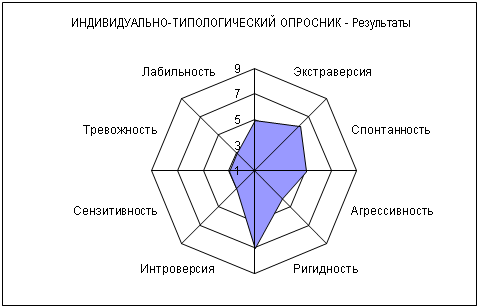 ИНДИВИДУАЛЬНО-ТИПОЛОГИЧЕСКИЙ ОПРОСНИК - Результаты
9
Лабильность
Экстраверсия
7
5
Тревожность
Спонтанность
3
1
Сензитивность
Агрессивность
Интроверсия
Ригидность